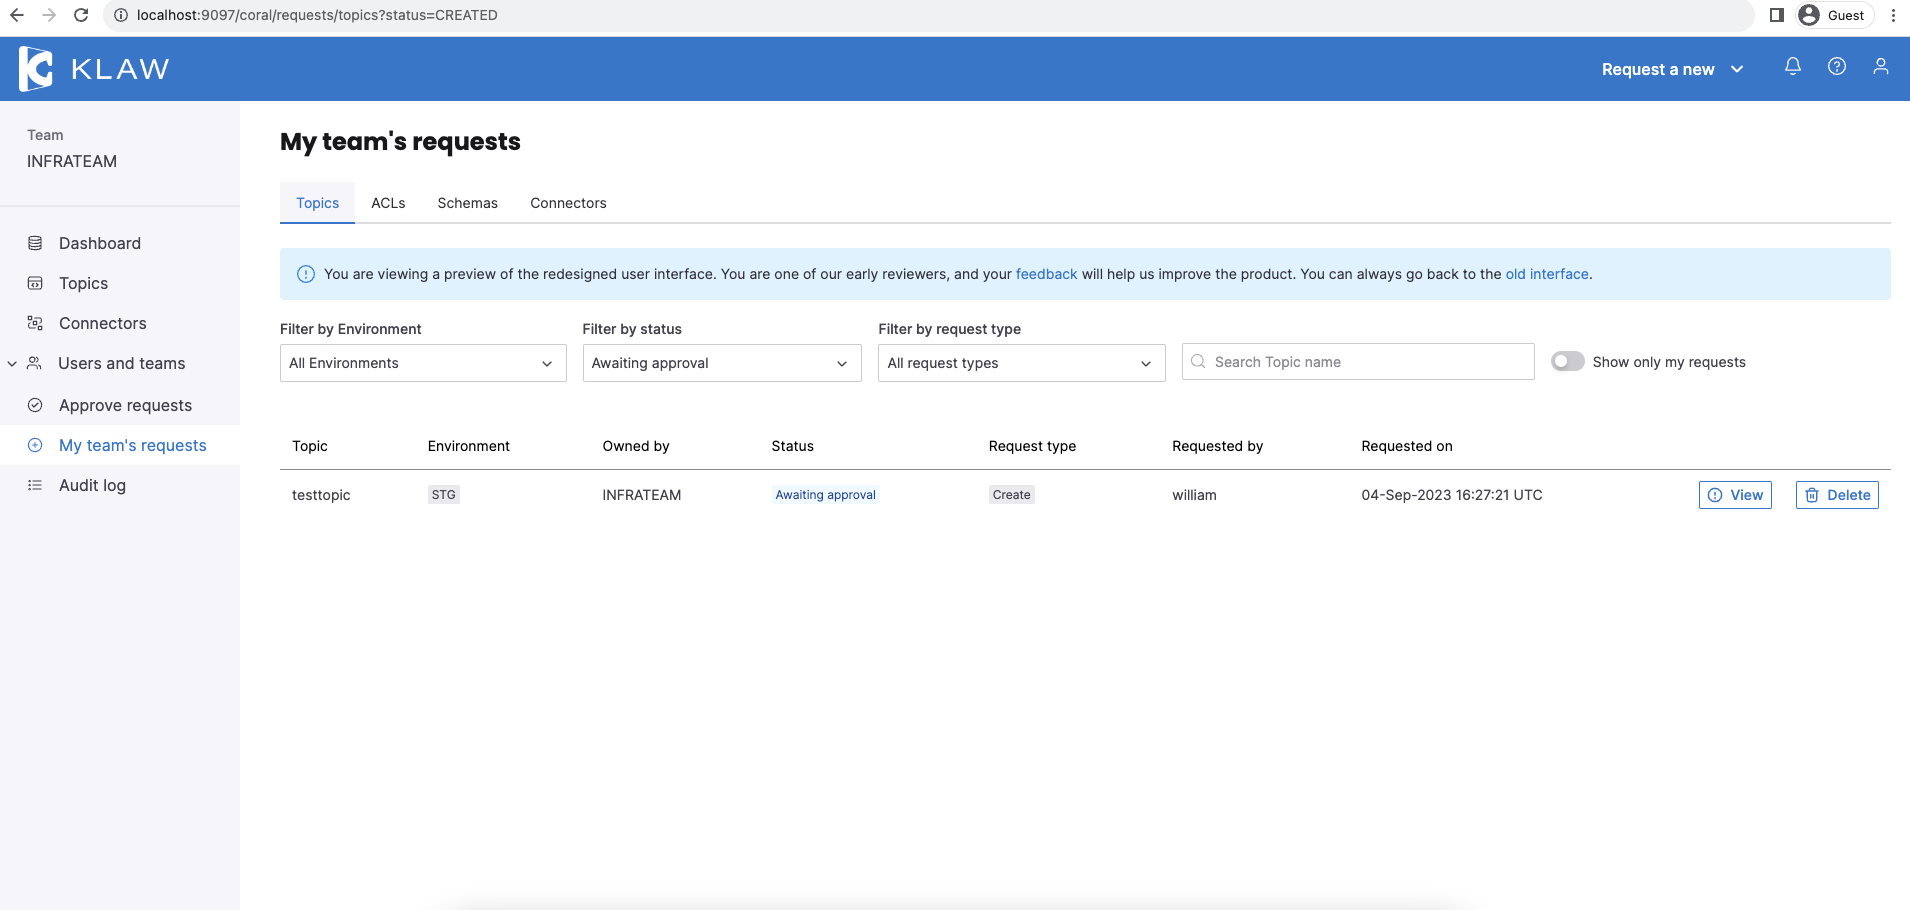 localhost:9097/coral/requests/topics?status=CREATED
Guest
KLAW
Request a new
Team
INFRATEAM
Dashboard
Topics
Connectors
Users and teams
Approve requests
My team's requests
Audit log
My team's requests
Topics ACLs Schemas Connectors
You are viewing a preview of the redesigned user interface. You are one of our early reviewers, and your feedback will help us improve the product. You can always go back to the old interface.
Filter by Environment Filter by status Filter by request type
All Environments Awaiting approval All request types Search Topic name Show only my requests
Topic Environment Owned by Status Request type Requested by Requested on
testtopic STG INFRATEAM Awaiting approval Create william 04-Sep-2023 16:27:21 UTC View Delete